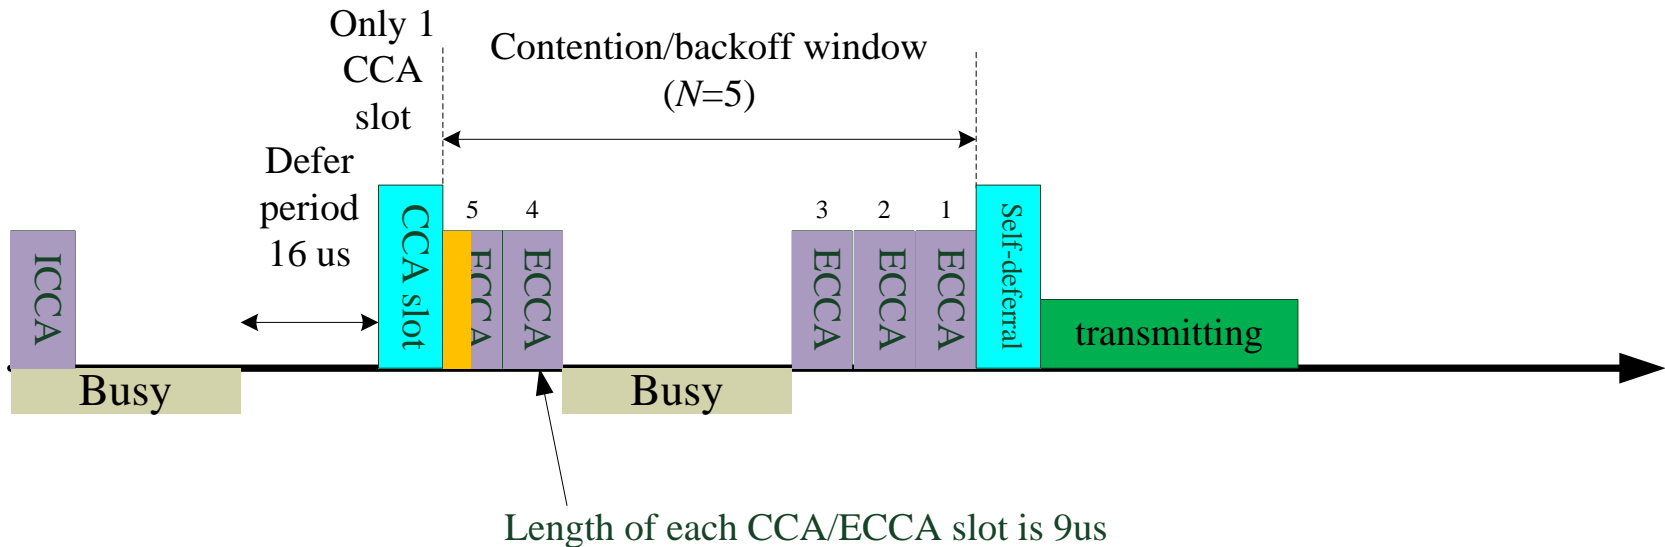 Only 1
CCA
slot
Contention/backoff window
(N=5)
Defer
period
16 us
ICCA
CCA slot
5
4
3
2
1
ECCA
ECCA
ECCA
ECCA
ECCA
Self-deferral
transmitting
Busy
Busy
Length of each CCA/ECCA slot is 9us